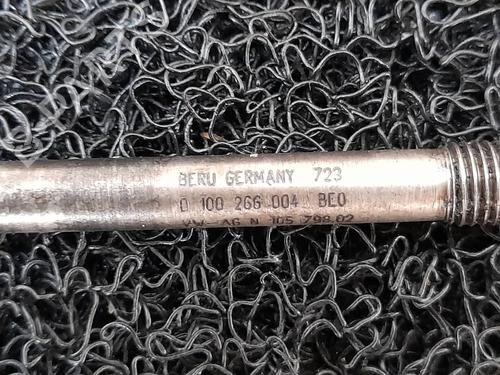 BERU GERMANY 723
0 100 266 004 BEO
VW AG N 105 798.02